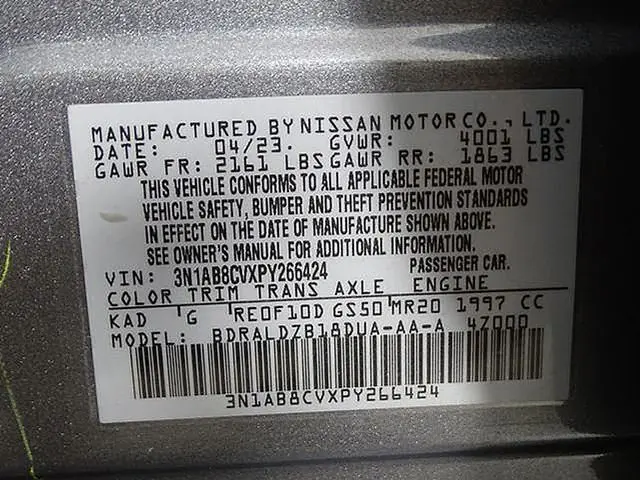 MANUFACTURED BY NISSAN MOTOR CO., LTD.
DATE: 04/23. GVWR: 4001 LBS
GAWR FR: 2161 LBS GAWR RR: 1863 LBS
THIS VEHICLE CONFORMS TO ALL APPLICABLE FEDERAL MOTOR
VEHICLE SAFETY, BUMPER AND THEFT PREVENTION STANDARDS
IN EFFECT ON THE DATE OF MANUFACTURE SHOWN ABOVE.
SEE OWNER'S MANUAL FOR ADDITIONAL INFORMATION.
VIN: 3N1AB8CVXPY266424 PASSENGER CAR.
COLOR TRIM TRANS AXLE ENGINE
KAD G RE0F10D GS50 MR20 1997 CC
MODEL: BDRALDZB18DUA-AA-A 47000
3N1AB8CVXPY266424